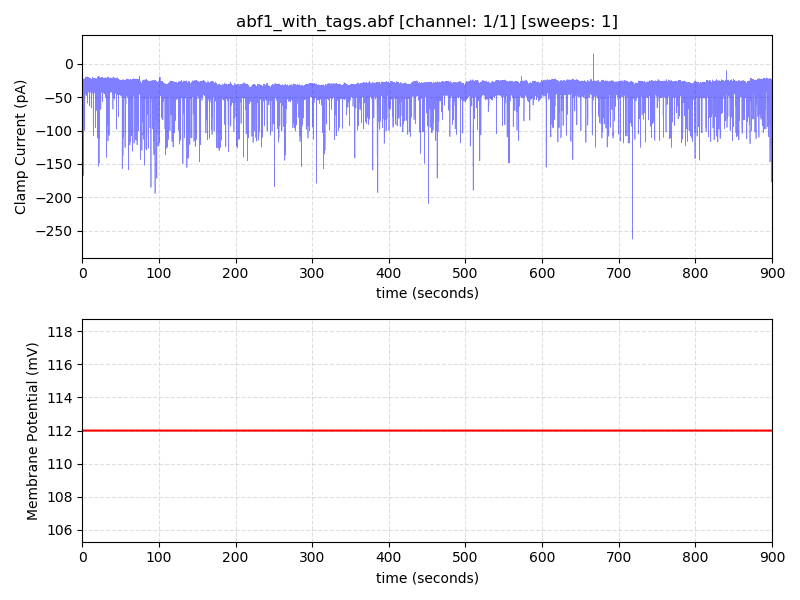 abf1_with_tags.abf [channel: 1/1] [sweeps: 1]
Clamp Current (pA)
0
−50
−100
−150
−200
−250
0 100 200 300 400 500 600 700 800 900
time (seconds)
Membrane Potential (mV)
118
116
114
112
110
108
106
0 100 200 300 400 500 600 700 800 900
time (seconds)